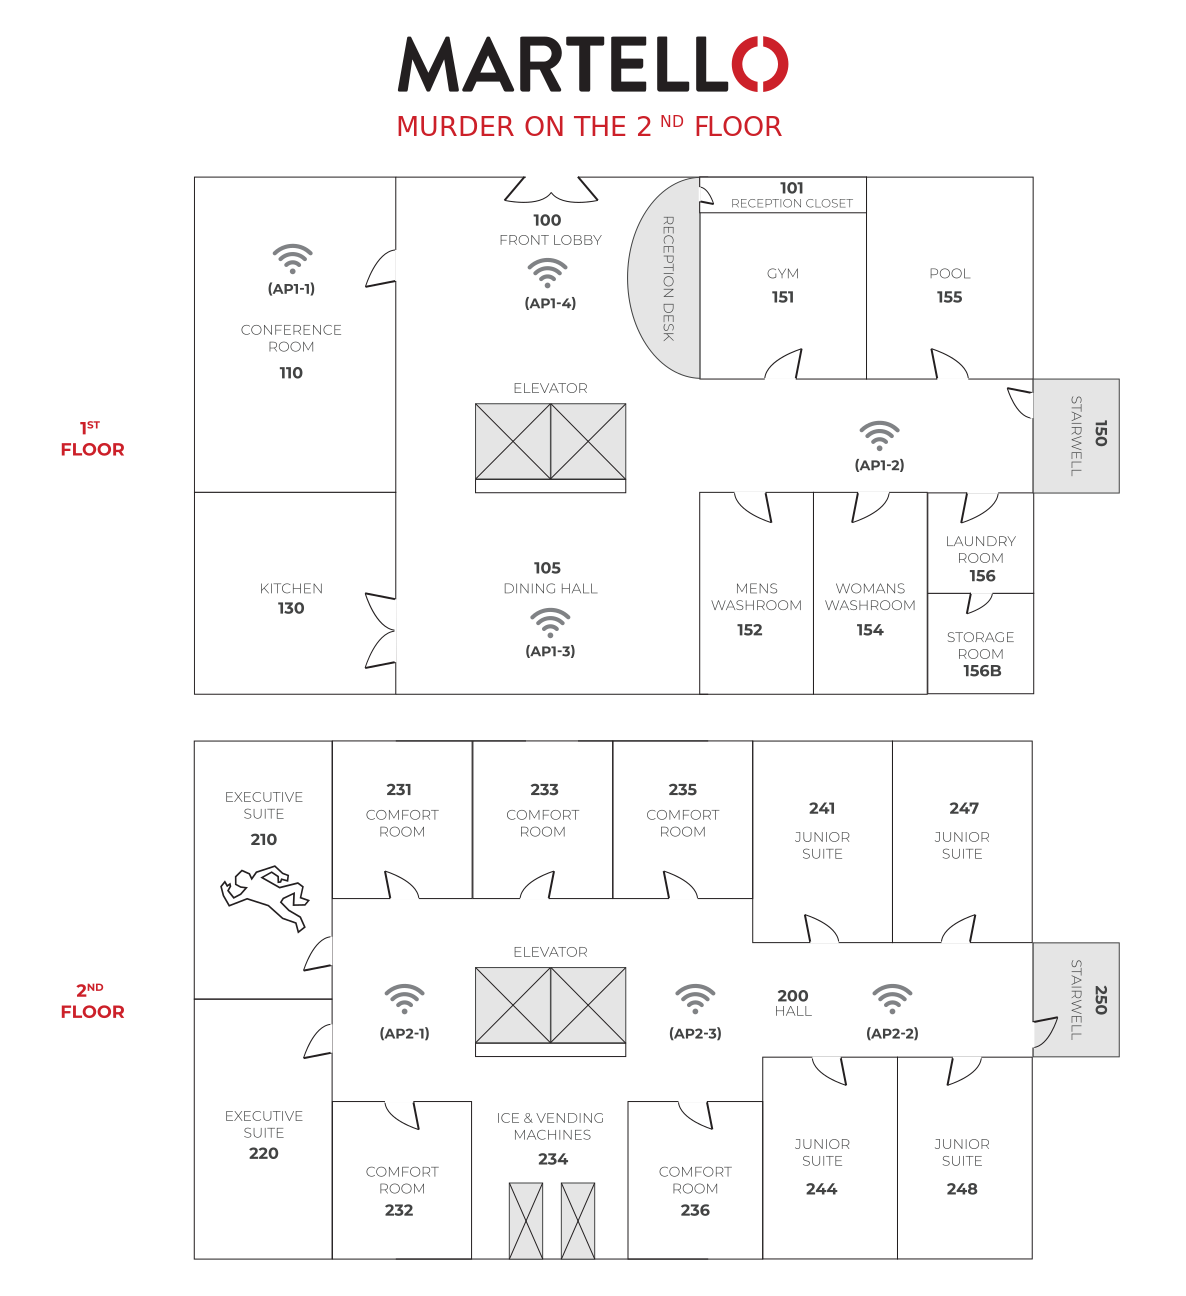 MARTELLO
MURDER ON THE 2 ND FLOOR
101
RECEPTION CLOSET
100
FRONT LOBBY
(AP1-4)
RECEPTION DESK
(AP1-1)
CONFERENCE
ROOM
110
GYM
151
POOL
155
ELEVATOR
1ST
FLOOR
(AP1-2)
STAIRWELL
150
KITCHEN
130
105
DINING HALL
(AP1-3)
MENS
WASHROOM
152
WOMANS
WASHROOM
154
LAUNDRY
ROOM
156
STORAGE
ROOM
156B
EXECUTIVE
SUITE
210
231
COMFORT
ROOM
233
COMFORT
ROOM
235
COMFORT
ROOM
241
JUNIOR
SUITE
247
JUNIOR
SUITE
ELEVATOR
2ND
FLOOR
(AP2-1)
(AP2-3)
200
HALL
(AP2-2)
STAIRWELL
250
EXECUTIVE
SUITE
220
COMFORT
ROOM
232
ICE & VENDING
MACHINES
234
COMFORT
ROOM
236
JUNIOR
SUITE
244
JUNIOR
SUITE
248